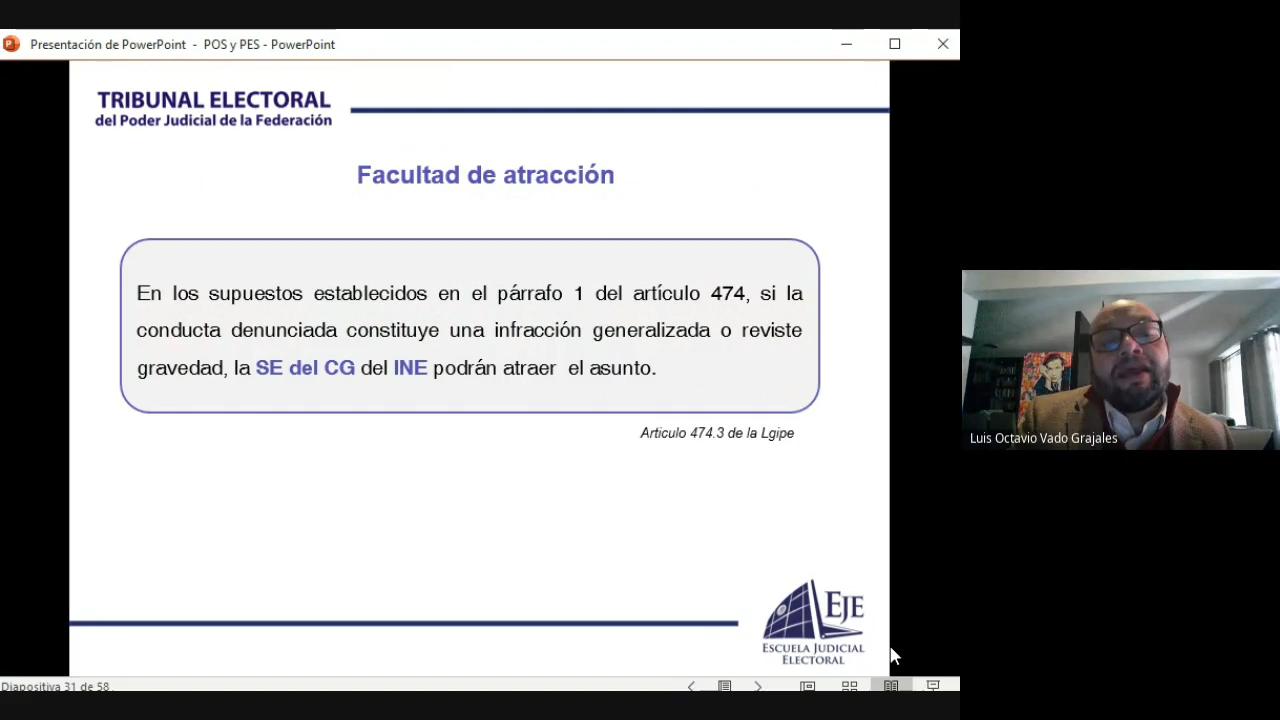 Presentación de PowerPoint - POS y PES - PowerPoint
TRIBUNAL ELECTORAL
del Poder Judicial de la Federación
Facultad de atracción
En los supuestos establecidos en el párrafo 1 del artículo 474, si la
conducta denunciada constituye una infracción generalizada o reviste
gravedad, la SE del CG del INE podrán atraer el asunto.
Articulo 474.3 de la Lgipe
Luis Octavio Vado Grajales
EJE
ESCUELA JUDICIAL
ELECTORAL
Diapositiva 31 de 58